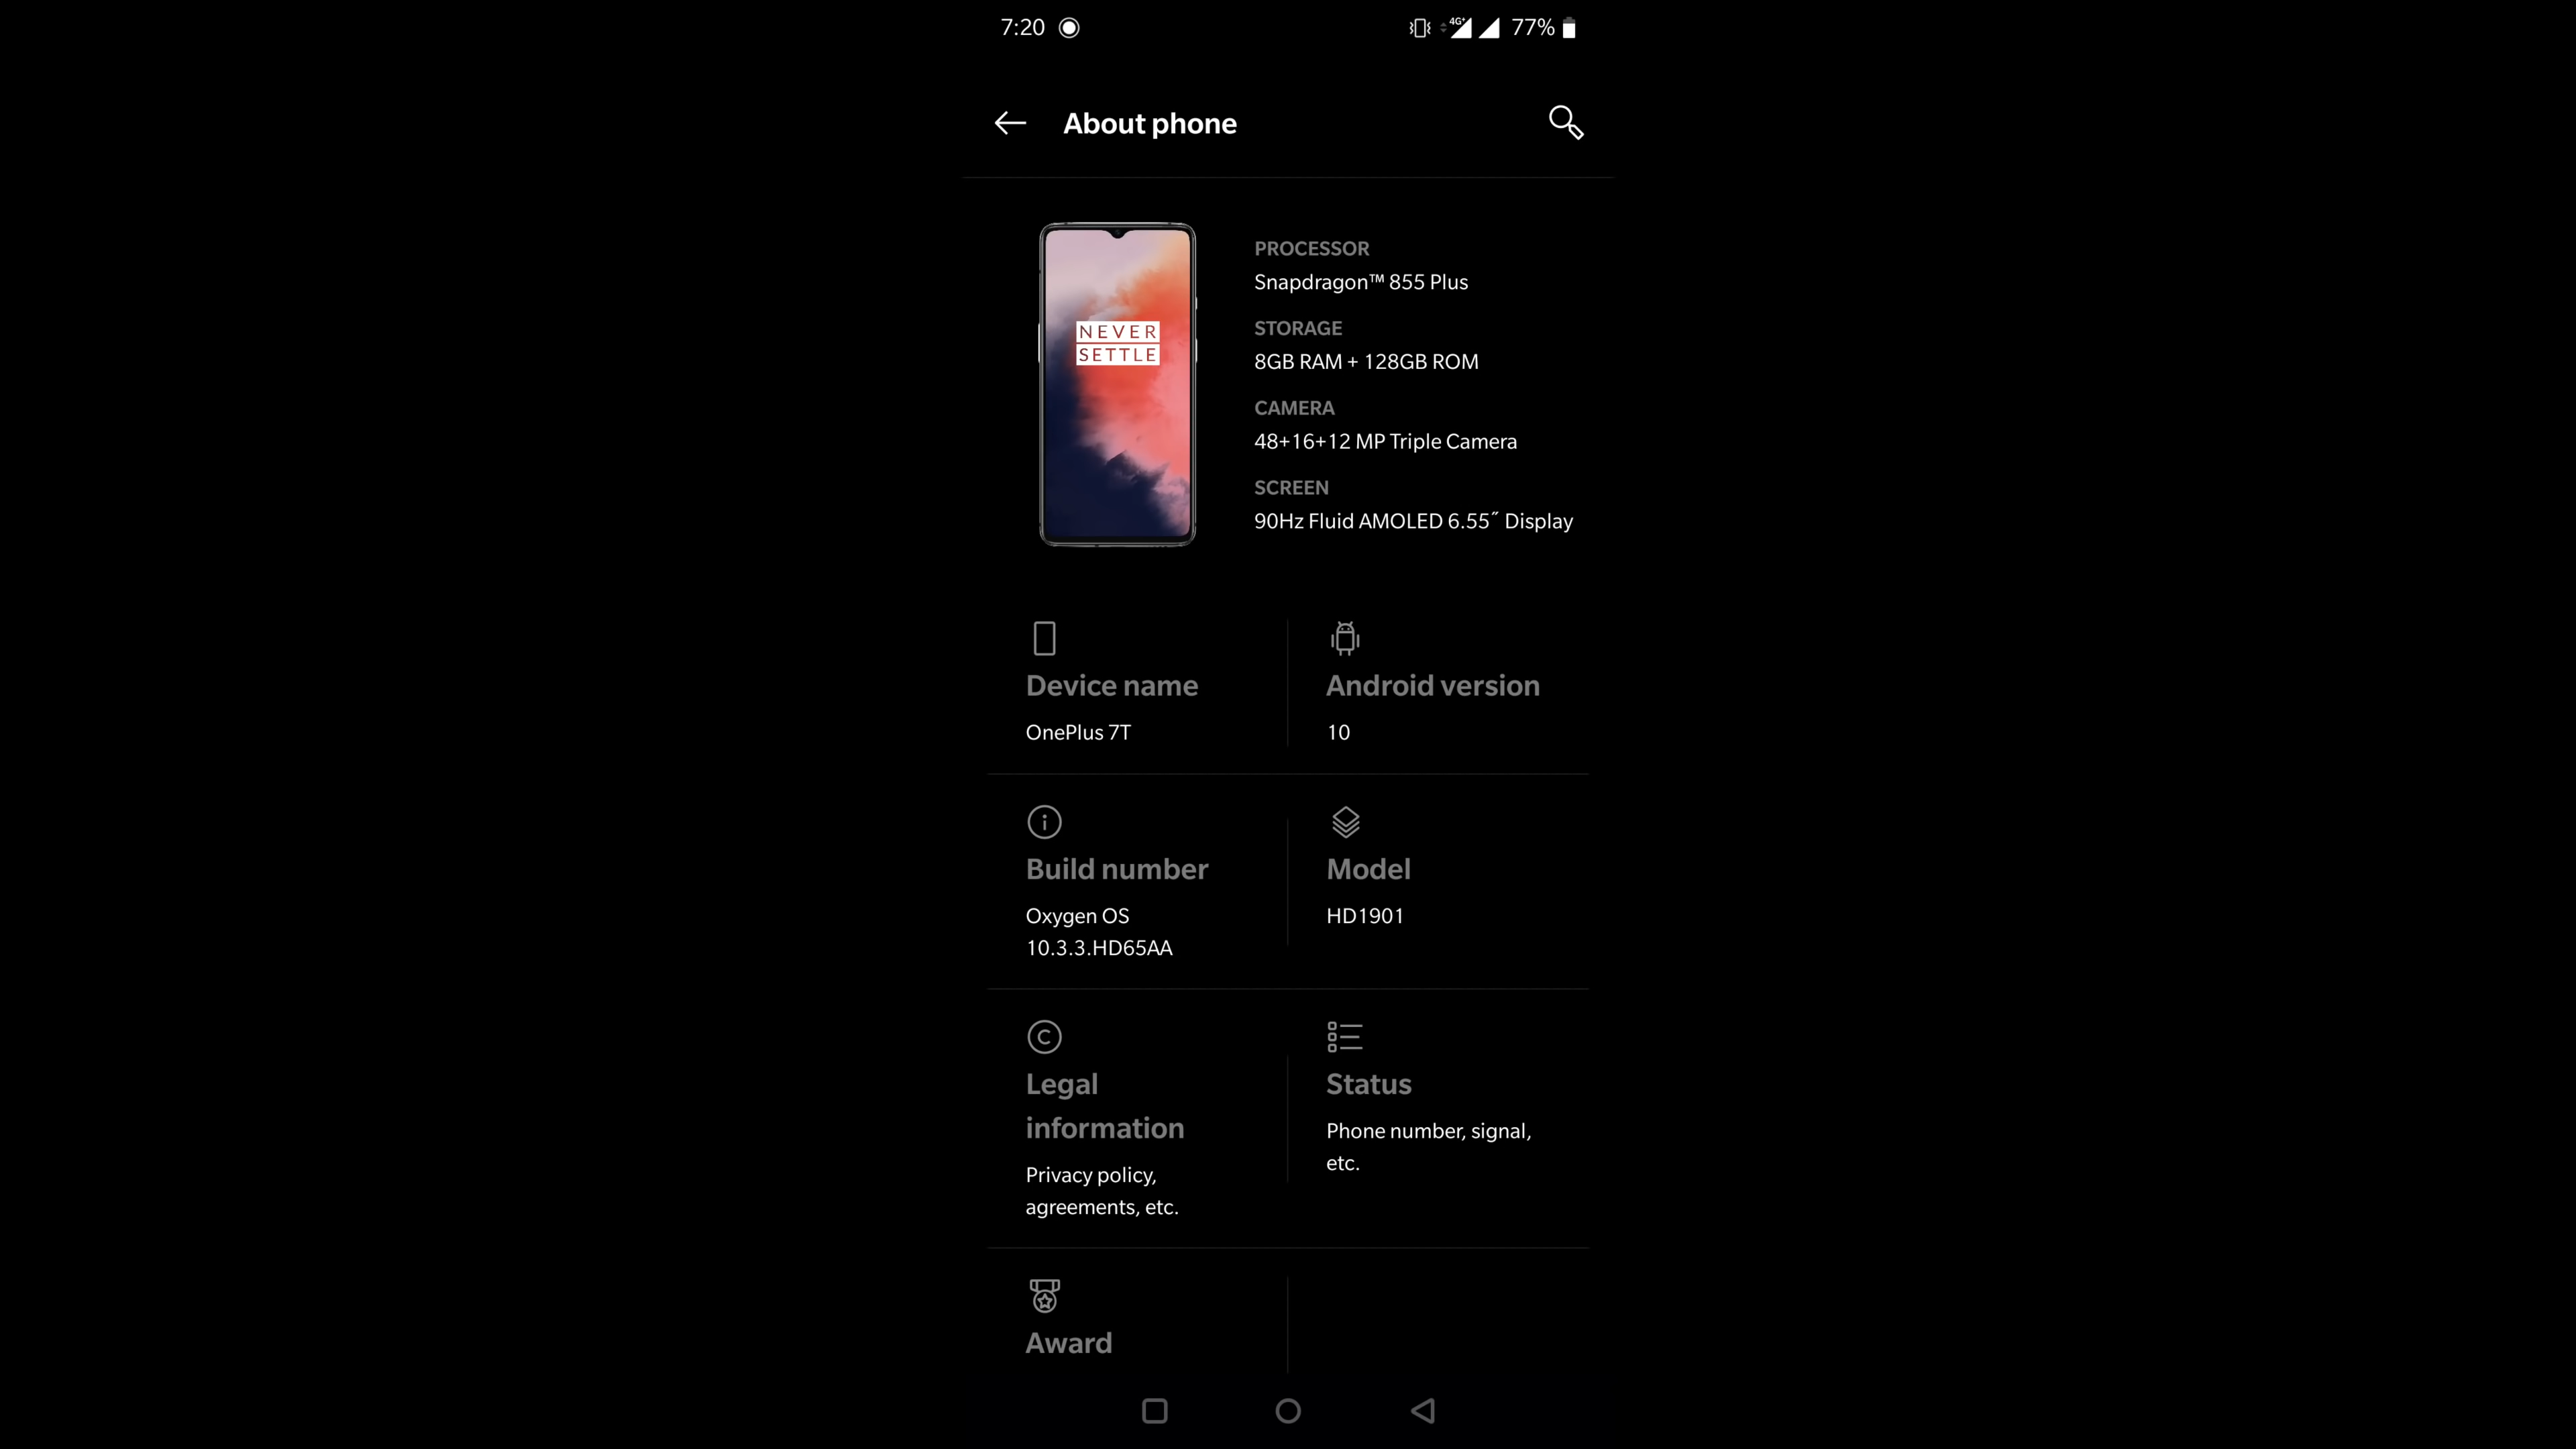 7:20
4G+
77%
About phone
NEVER
SETTLE
PROCESSOR
Snapdragon™ 855 Plus
STORAGE
8GB RAM + 128GB ROM
CAMERA
48+16+12 MP Triple Camera
SCREEN
90Hz Fluid AMOLED 6.55˝ Display
Device name
OnePlus 7T
Android version
10
Build number
Oxygen OS
10.3.3.HD65AA
Model
HD1901
Legal
information
Privacy policy,
agreements, etc.
Status
Phone number, signal,
etc.
Award